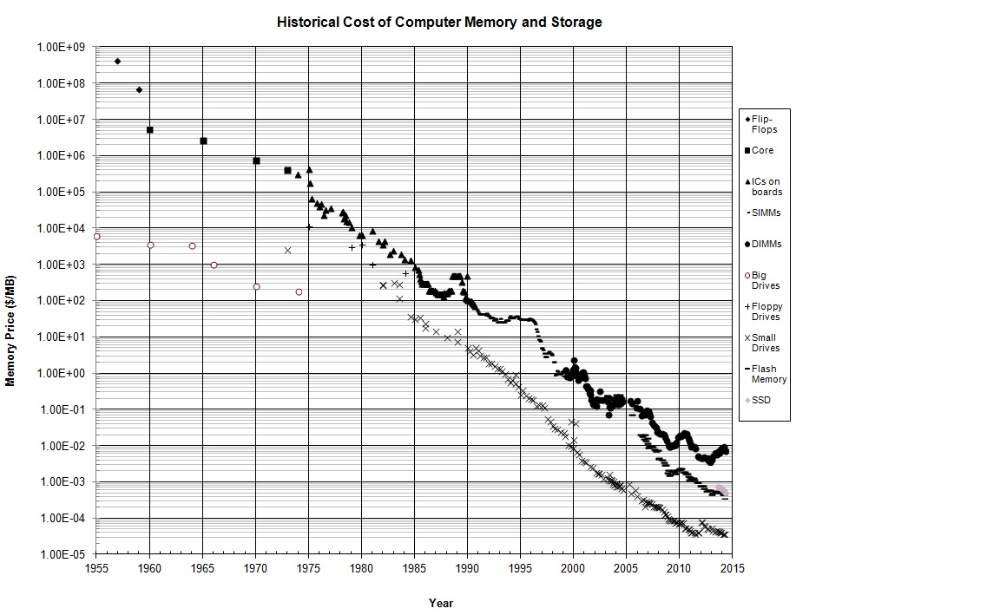 Historical Cost of Computer Memory and Storage
1.00E+09
1.00E+08
1.00E+07
1.00E+06
1.00E+05
1.00E+04
1.00E+03
1.00E+02
1.00E+01
1.00E+00
1.00E-01
1.00E-02
1.00E-03
1.00E-04
1.00E-05
Memory Price ($/MB)
1955 1960 1965 1970 1975 1980 1985 1990 1995 2000 2005 2010 2015
Year
Flip-
Flops
Core
ICs on
boards
SIMMs
DIMMs
Big
Drives
Floppy
Drives
Small
Drives
Flash
Memory
SSD